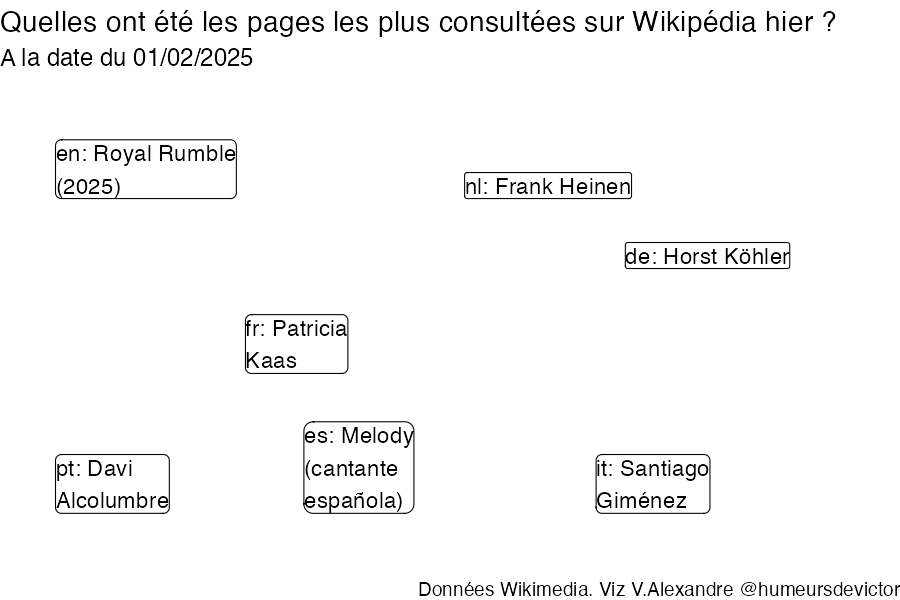 Quelles ont été les pages les plus consultées sur Wikipédia hier ?
A la date du 01/02/2025
en: Royal Rumble
(2025)
nl: Frank Heinen
de: Horst Köhler
fr: Patricia
Kaas
es: Melody
(cantante
española)
pt: Davi
Alcolumbre
it: Santiago
Giménez
Données Wikimedia. Viz V.Alexandre @humeursdevictor